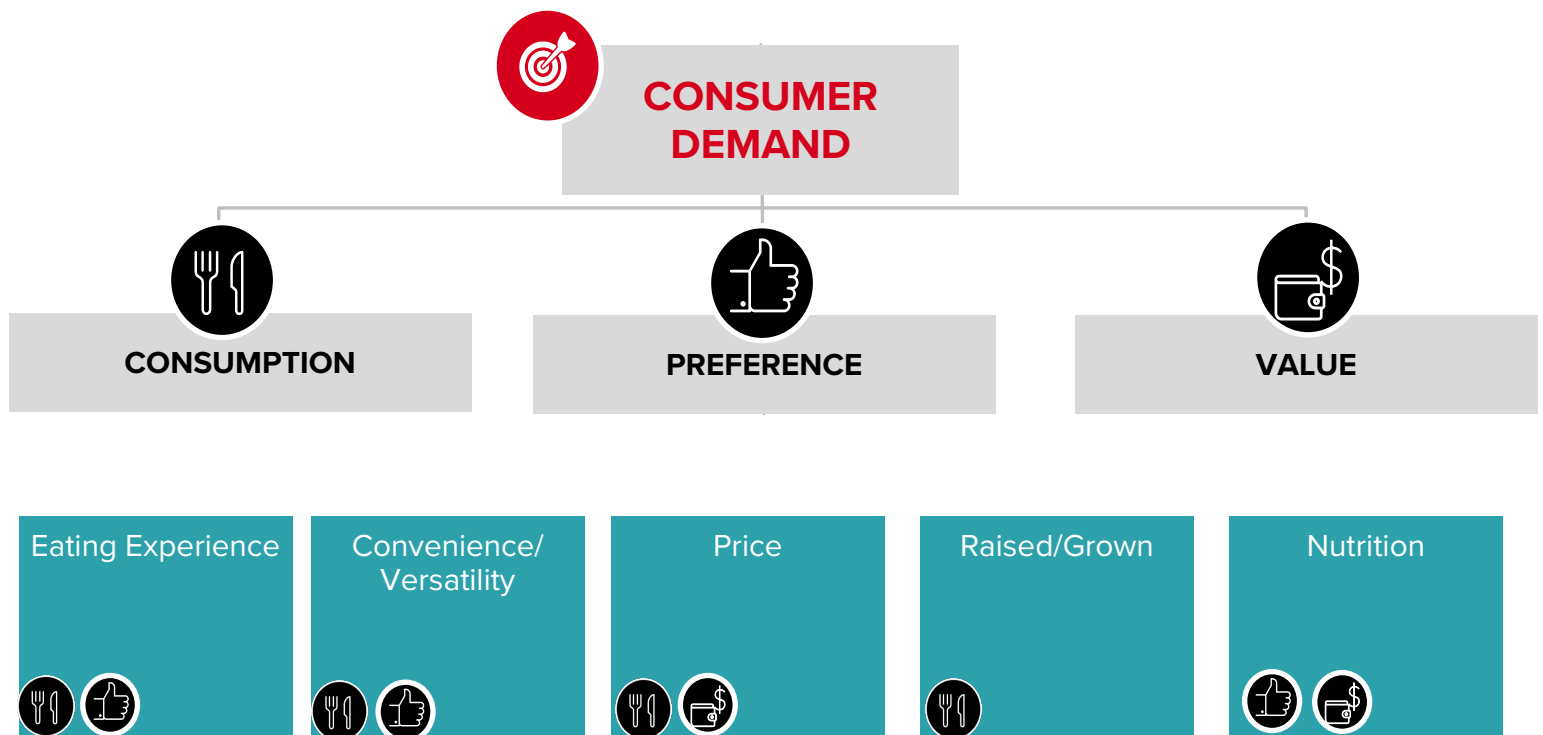 CONSUMER
DEMAND
CONSUMPTION
PREFERENCE
VALUE
Eating Experience
Convenience/
Versatility
Price
Raised/Grown
Nutrition